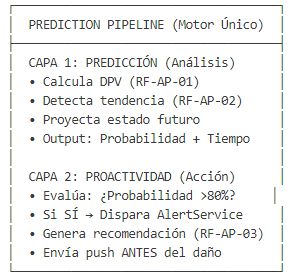 PREDICTION PIPELINE (Motor Único)
CAPA 1: PREDICCIÓN (Análisis)
• Calcula DPV (RF-AP-01)
• Detecta tendencia (RF-AP-02)
• Proyecta estado futuro
• Output: Probabilidad + Tiempo
CAPA 2: PROACTIVIDAD (Acción)
• Evalúa: ¿Probabilidad >80%?
• Si SÍ → Dispara AlertService
• Genera recomendación (RF-AP-03)
• Envía push ANTES del daño